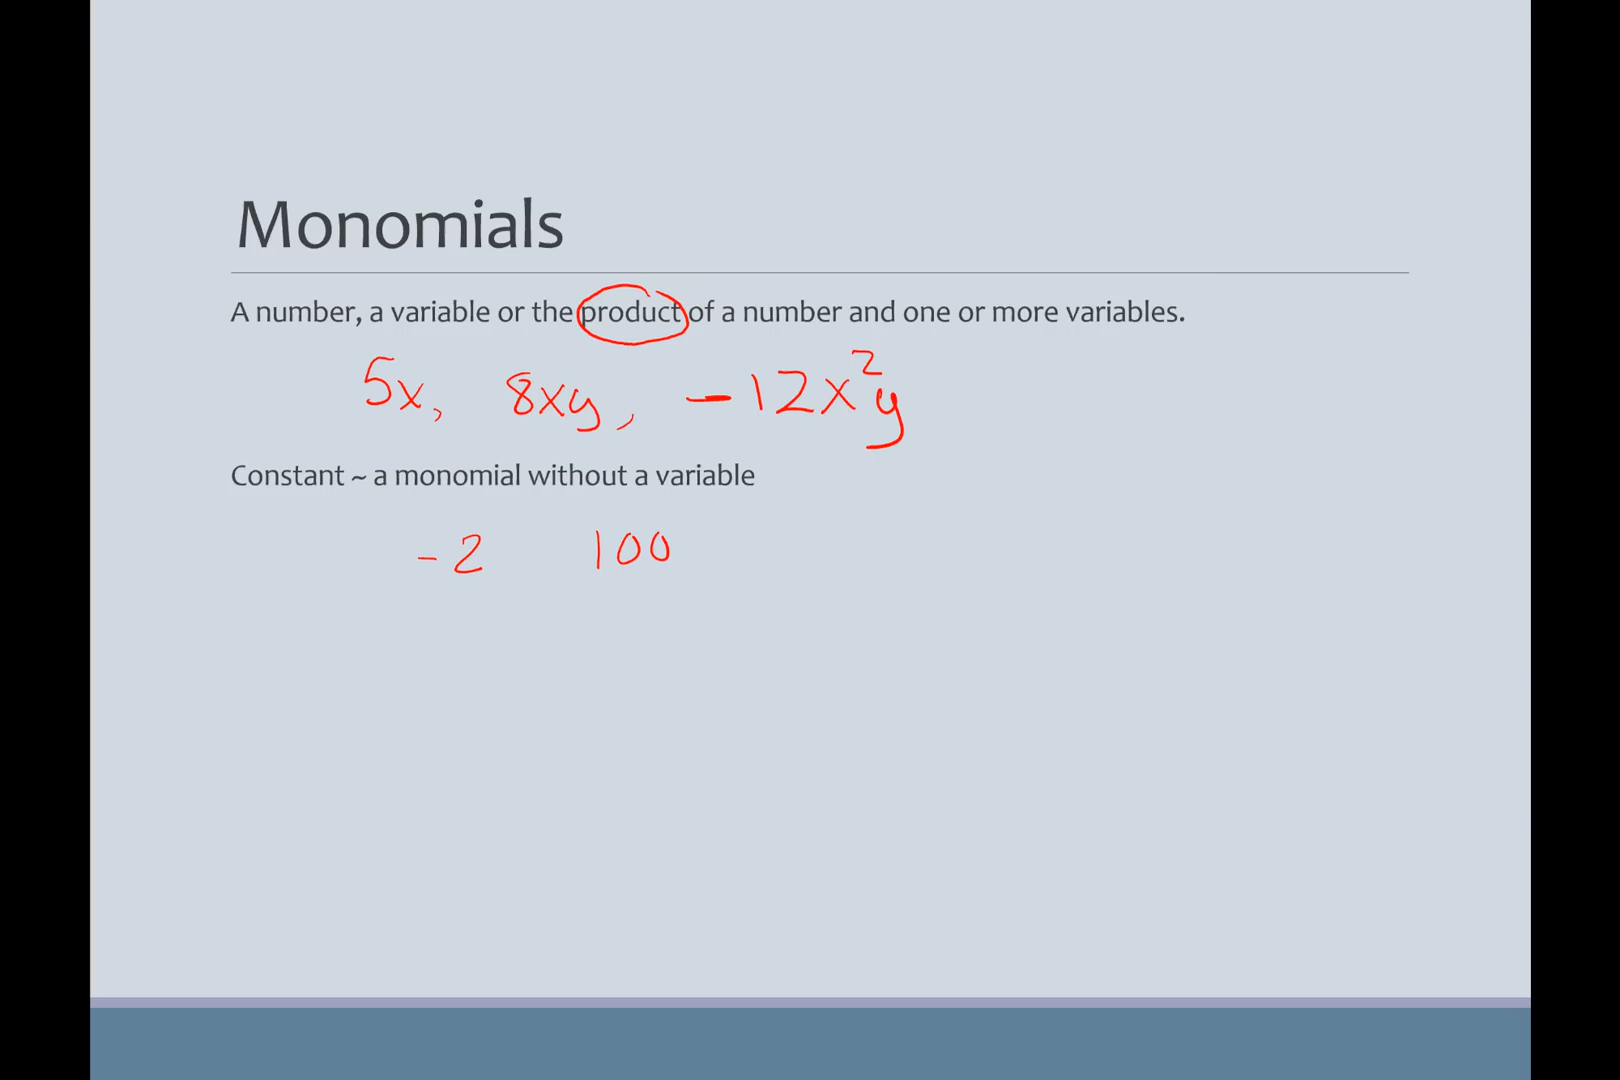 Monomials
A number, a variable or the product of a number and one or more variables.
5x, 8xy, -12x²y
Constant ~ a monomial without a variable
-2 100